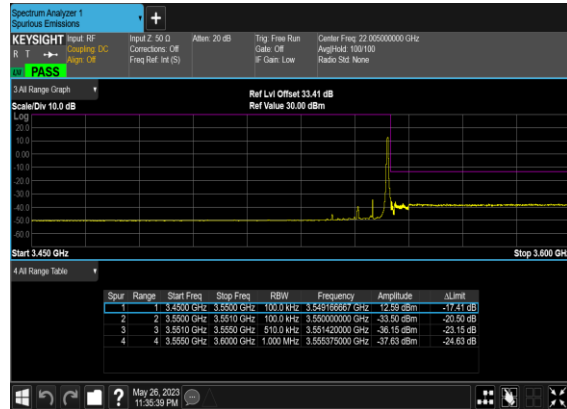 Spectrum Analyzer 1
Spurious Emissions
KEYSIGHT Input: RF Input Z: 50 Ω Atten: 20 dB Trig: Free Run Center Freq: 22.005000000 GHz
R T Coupling: DC Corrections: Off Gate: Off Avg|Hold: 100/100
Align: Off Freq Ref: Int (S) IF Gain: Low Radio Std: None
LW PASS
3 All Range Graph
Ref Lvl Offset 33.41 dB
Scale/Div 10.0 dB Ref Value 30.00 dBm
Log
20.0
10.0
0.00
-10.0
-20.0
-30.0
-40.0
-50.0
-60.0
Start 3.450 GHz Stop 3.600 GHz
4 All Range Table
Spur Range Start Freq Stop Freq RBW Frequency Amplitude ΔLimit
1 1 3.4500 GHz 3.5500 GHz 100.0 kHz 3.549166667 GHz 12.59 dBm -17.41 dB
2 2 3.5500 GHz 3.5510 GHz 100.0 kHz 3.550000000 GHz -33.50 dBm -20.50 dB
3 3 3.5510 GHz 3.5550 GHz 510.0 kHz 3.551420000 GHz -36.15 dBm -23.15 dB
4 4 3.5550 GHz 3.6000 GHz 1.000 MHz 3.555375000 GHz -37.63 dBm -24.63 dB
May 26, 2023
11:35:39 PM